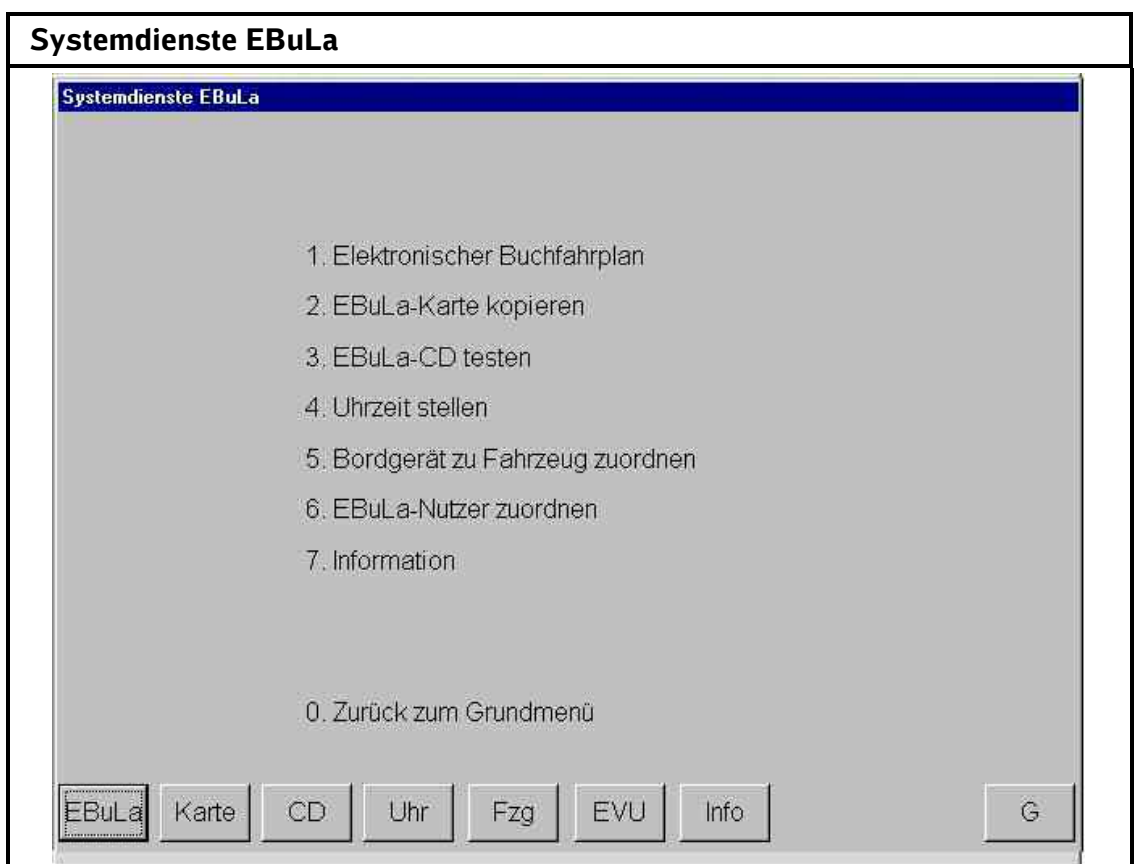 Systemdienste EBuLa
Systemdienste EBuLa
1. Elektronischer Buchfahrplan
2. EBuLa-Karte kopieren
3. EBuLa-CD testen
4. Uhrzeit stellen
5. Bordgerät zu Fahrzeug zuordnen
6. EBuLa-Nutzer zuordnen
7. Information
0. Zurück zum Grundmenü
EBuLa Karte CD Uhr Fzg EVU Info G